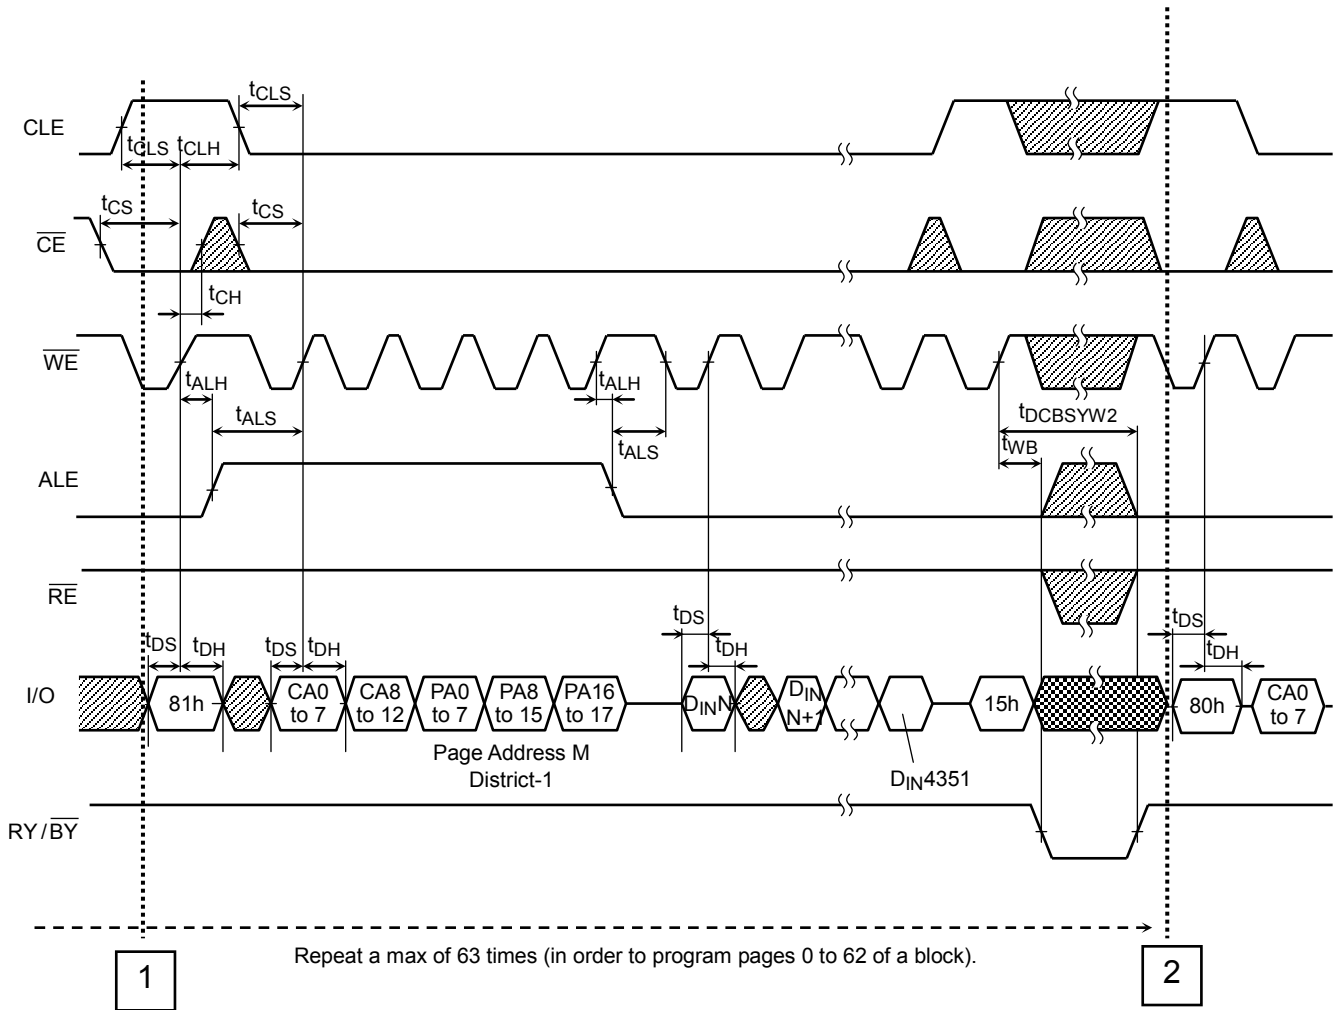 tCLS
CLE
tCLS
tCLH
tCS
tCS
CE
tCH
WE
tALH
tALH
tDCBSYW2
tALS
tWB
tALS
ALE
RE
tDS
tDS
tDS
tDH
tDS
tDH
tDH
tDH
I/O
81h
CA0 to 7
CA8 to 12
PA0 to 7
PA8 to 15
PA16 to 17
DINN
DIN N+1
15h
80h
CA0 to 7
Page Address M
District-1
DIN4351
RY/BY
Repeat a max of 63 times (in order to program pages 0 to 62 of a block).
1
2